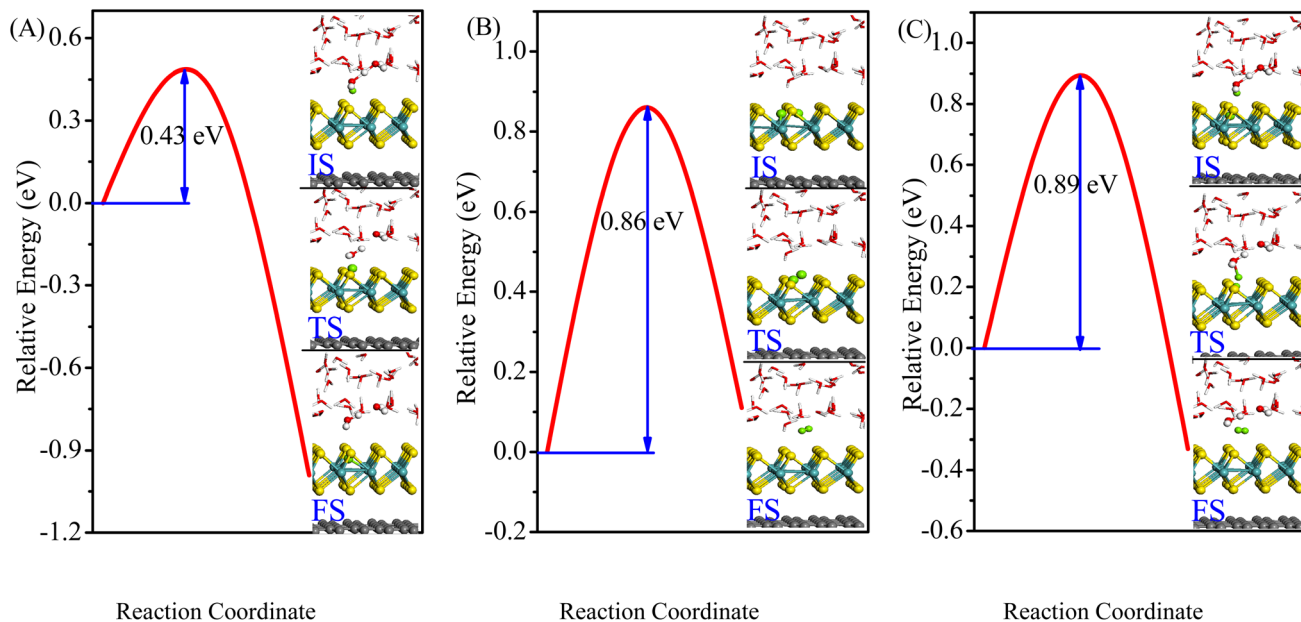 (A)
0.6
0.3
0.0
-0.3
-0.6
-0.9
-1.2
Relative Energy (eV)
0.43 eV
IS
TS
FS
Reaction Coordinate
(B)
1.0
0.8
0.6
0.4
0.2
0.0
-0.2
Relative Energy (eV)
0.86 eV
IS
TS
FS
Reaction Coordinate
(C)
1.0
0.8
0.6
0.4
0.2
0.0
-0.2
-0.4
-0.6
Relative Energy (eV)
0.89 eV
IS
TS
FS
Reaction Coordinate